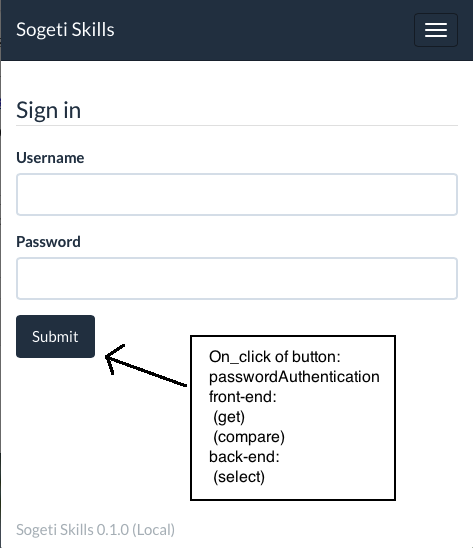 Sogeti Skills
Sign in
Username
Password
Submit
On_click of button:
passwordAuthentication
front-end:
(get)
(compare)
back-end:
(select)
Sogeti Skills 0.1.0 (Local)